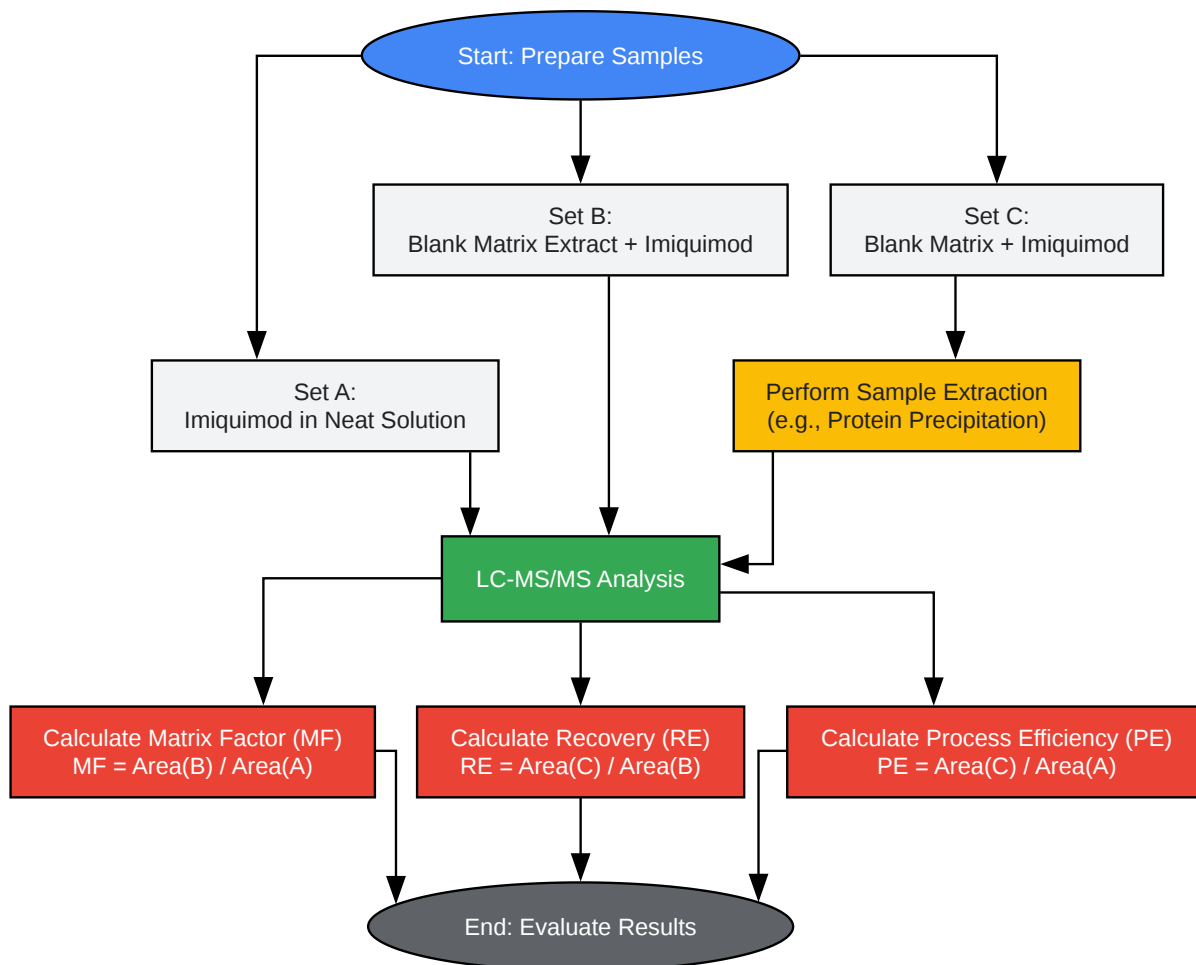 Start: Prepare Samples
Set B:
Blank Matrix Extract + Imiquimod
Set C:
Blank Matrix + Imiquimod
Set A:
Imiquimod in Neat Solution
Perform Sample Extraction
(e.g., Protein Precipitation)
LC-MS/MS Analysis
Calculate Matrix Factor (MF)
MF = Area(B) / Area(A)
Calculate Recovery (RE)
RE = Area(C) / Area(B)
Calculate Process Efficiency (PE)
PE = Area(C) / Area(A)
End: Evaluate Results